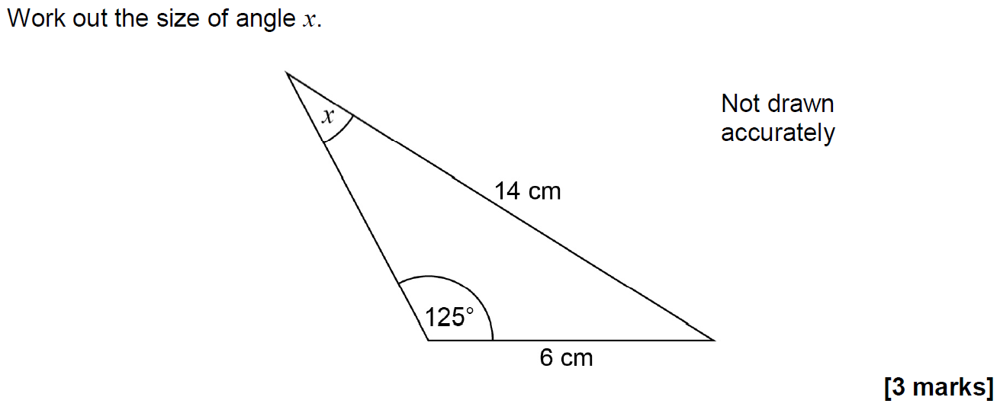 Work out the size of angle x.
Not drawn
accurately
x
14 cm
125°
6 cm
[3 marks]